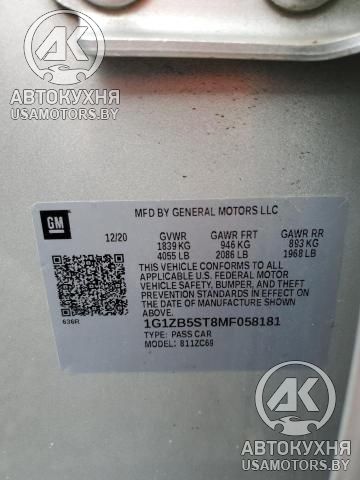 AK
АВТОКУХНЯ
USAMOTORS.BY
GM
MFD BY GENERAL MOTORS LLC
12/20 GVWR GAWR FRT GAWR RR
1839 KG 946 KG 893 KG
4055 LB 2086 LB 1968 LB
THIS VEHICLE CONFORMS TO ALL
APPLICABLE U.S. FEDERAL MOTOR
VEHICLE SAFETY, BUMPER, AND THEFT
PREVENTION STANDARDS IN EFFECT ON
THE DATE OF MANUFACTURE SHOWN
ABOVE.
636R
1G1ZB5ST8MF058181
TYPE: PASS CAR
MODEL: 811ZC69
AK
АВТОКУХНЯ
USAMOTORS.BY